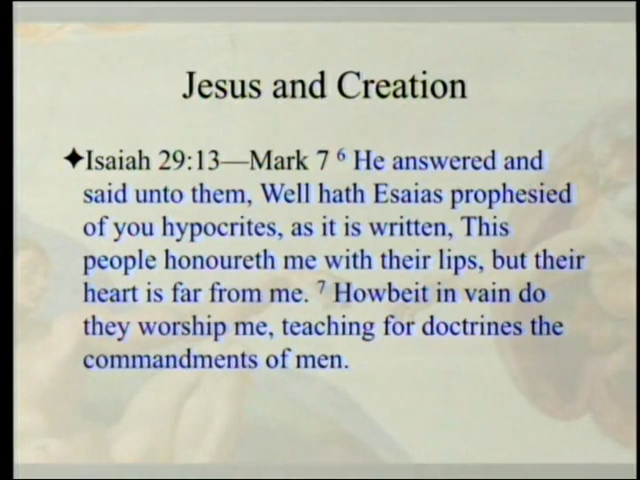 Jesus and Creation
✦Isaiah 29:13—Mark 7 ⁶ He answered and
said unto them, Well hath Esaias prophesied
of you hypocrites, as it is written, This
people honoureth me with their lips, but their
heart is far from me. ⁷ Howbeit in vain do
they worship me, teaching for doctrines the
commandments of men.